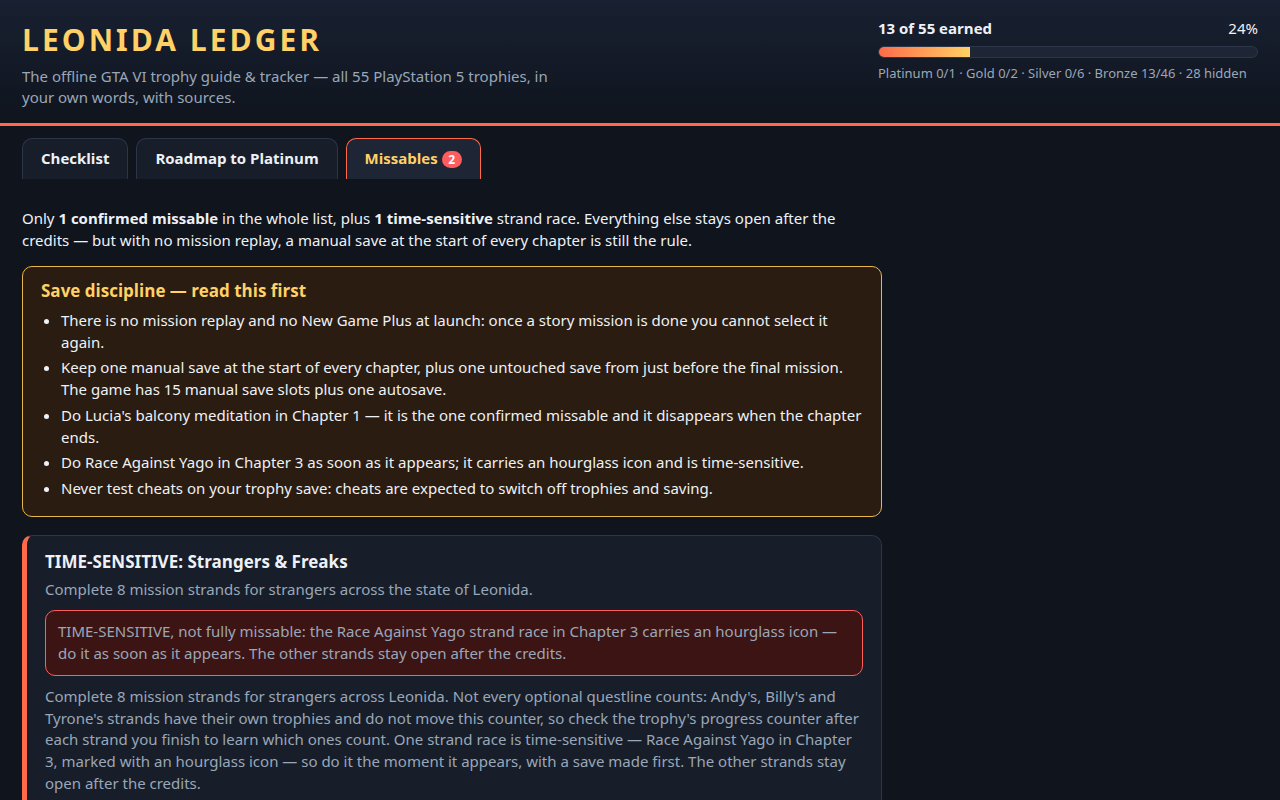 LEONIDA LEDGER
The offline GTA VI trophy guide & tracker — all 55 PlayStation 5 trophies, in
your own words, with sources.
13 of 55 earned 24%
Platinum 0/1 · Gold 0/2 · Silver 0/6 · Bronze 13/46 · 28 hidden
Checklist Roadmap to Platinum Missables 2
Only 1 confirmed missable in the whole list, plus 1 time-sensitive strand race. Everything else stays open after the
credits — but with no mission replay, a manual save at the start of every chapter is still the rule.
Save discipline — read this first
• There is no mission replay and no New Game Plus at launch: once a story mission is done you cannot select it
again.
• Keep one manual save at the start of every chapter, plus one untouched save from just before the final mission.
The game has 15 manual save slots plus one autosave.
• Do Lucia's balcony meditation in Chapter 1 — it is the one confirmed missable and it disappears when the chapter
ends.
• Do Race Against Yago in Chapter 3 as soon as it appears; it carries an hourglass icon and is time-sensitive.
• Never test cheats on your trophy save: cheats are expected to switch off trophies and saving.
TIME-SENSITIVE: Strangers & Freaks
Complete 8 mission strands for strangers across the state of Leonida.
TIME-SENSITIVE, not fully missable: the Race Against Yago strand race in Chapter 3 carries an hourglass icon —
do it as soon as it appears. The other strands stay open after the credits.
Complete 8 mission strands for strangers across Leonida. Not every optional questline counts: Andy's, Billy's and
Tyrone's strands have their own trophies and do not move this counter, so check the trophy's progress counter after
each strand you finish to learn which ones count. One strand race is time-sensitive — Race Against Yago in Chapter
3, marked with an hourglass icon — so do it the moment it appears, with a save made first. The other strands stay
open after the credits.